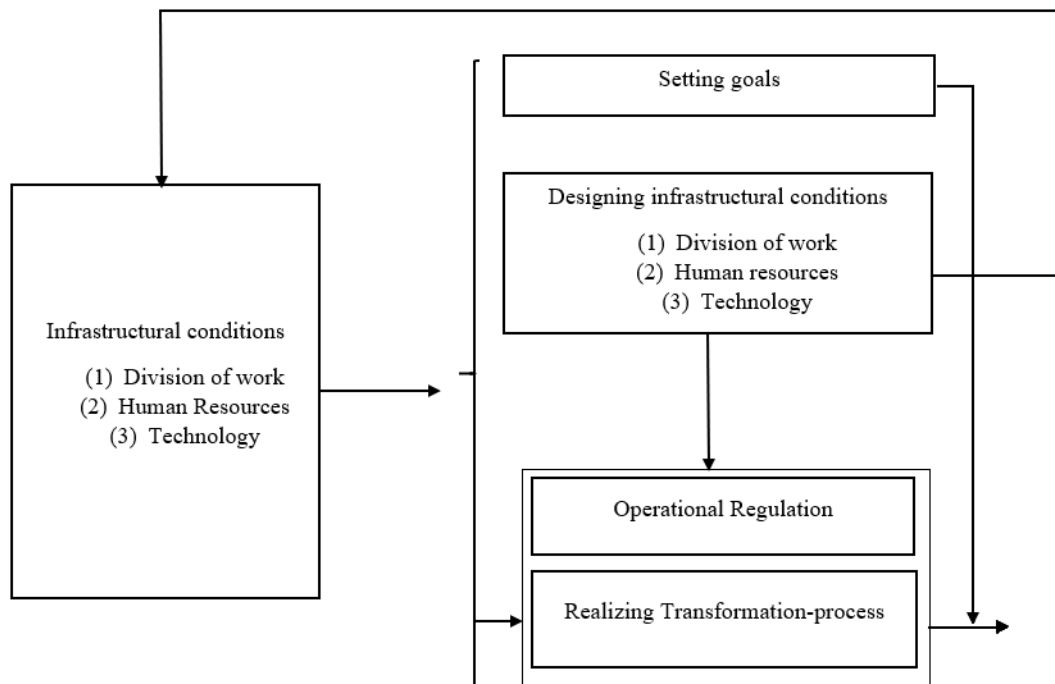 Setting goals
Designing infrastructural conditions
(1) Division of work
(2) Human resources
(3) Technology
Infrastructural conditions
(1) Division of work
(2) Human Resources
(3) Technology
Operational Regulation
Realizing Transformation-process